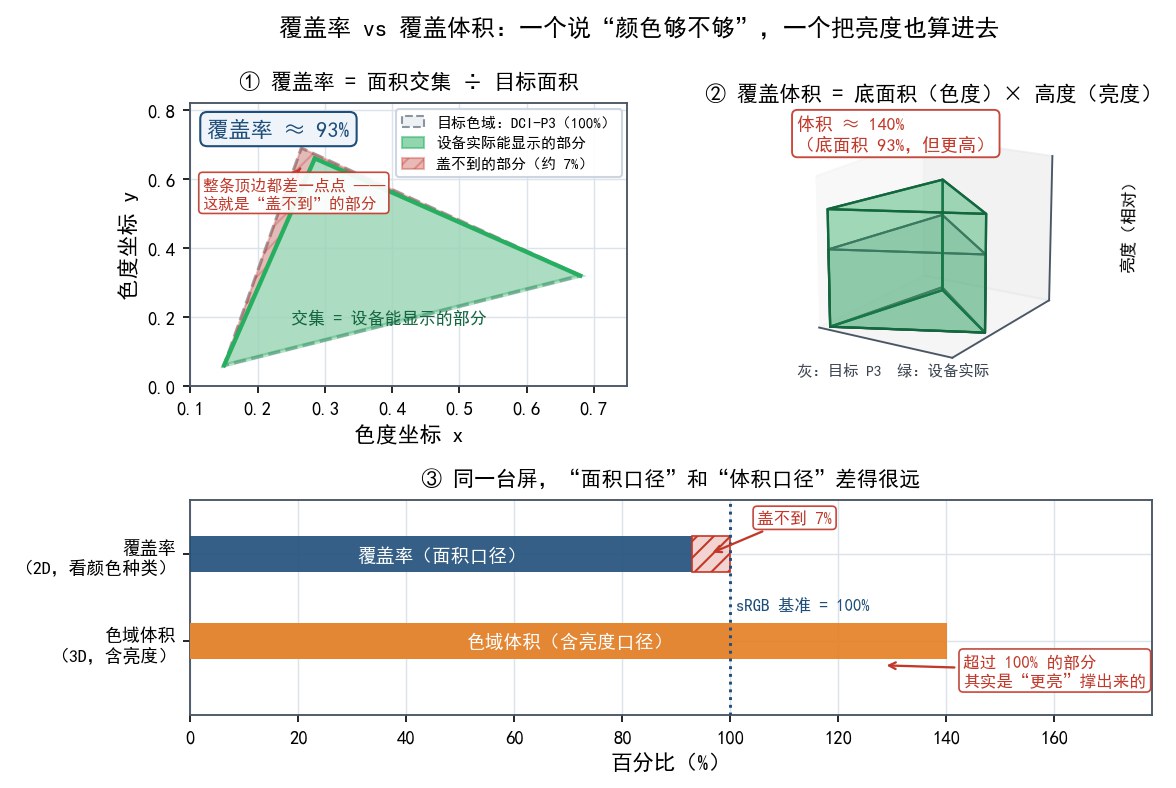 覆盖率 vs 覆盖体积：一个说“颜色够不够”，一个把亮度也算进去
① 覆盖率 = 面积交集 ÷ 目标面积
覆盖率 ≈ 93%
目标色域：DCI-P3（100%）
设备实际能显示的部分
盖不到的部分（约 7%）
整条顶边都差一点点 ——
这就是“盖不到”的部分
交集 = 设备能显示的部分
色度坐标 y
0.8
0.6
0.4
0.2
0.0
0.1 0.2 0.3 0.4 0.5 0.6 0.7
色度坐标 x
② 覆盖体积 = 底面积（色度）× 高度（亮度）
体积 ≈ 140%
（底面积 93%，但更高）
亮度（相对）
灰：目标 P3 绿：设备实际
③ 同一台屏，“面积口径”和“体积口径”差得很远
盖不到 7%
覆盖率
（2D，看颜色种类）
覆盖率（面积口径）
sRGB 基准 = 100%
色域体积
（3D，含亮度）
色域体积（含亮度口径）
超过 100% 的部分
其实是“更亮”撑出来的
0 20 40 60 80 100 120 140 160
百分比（%）